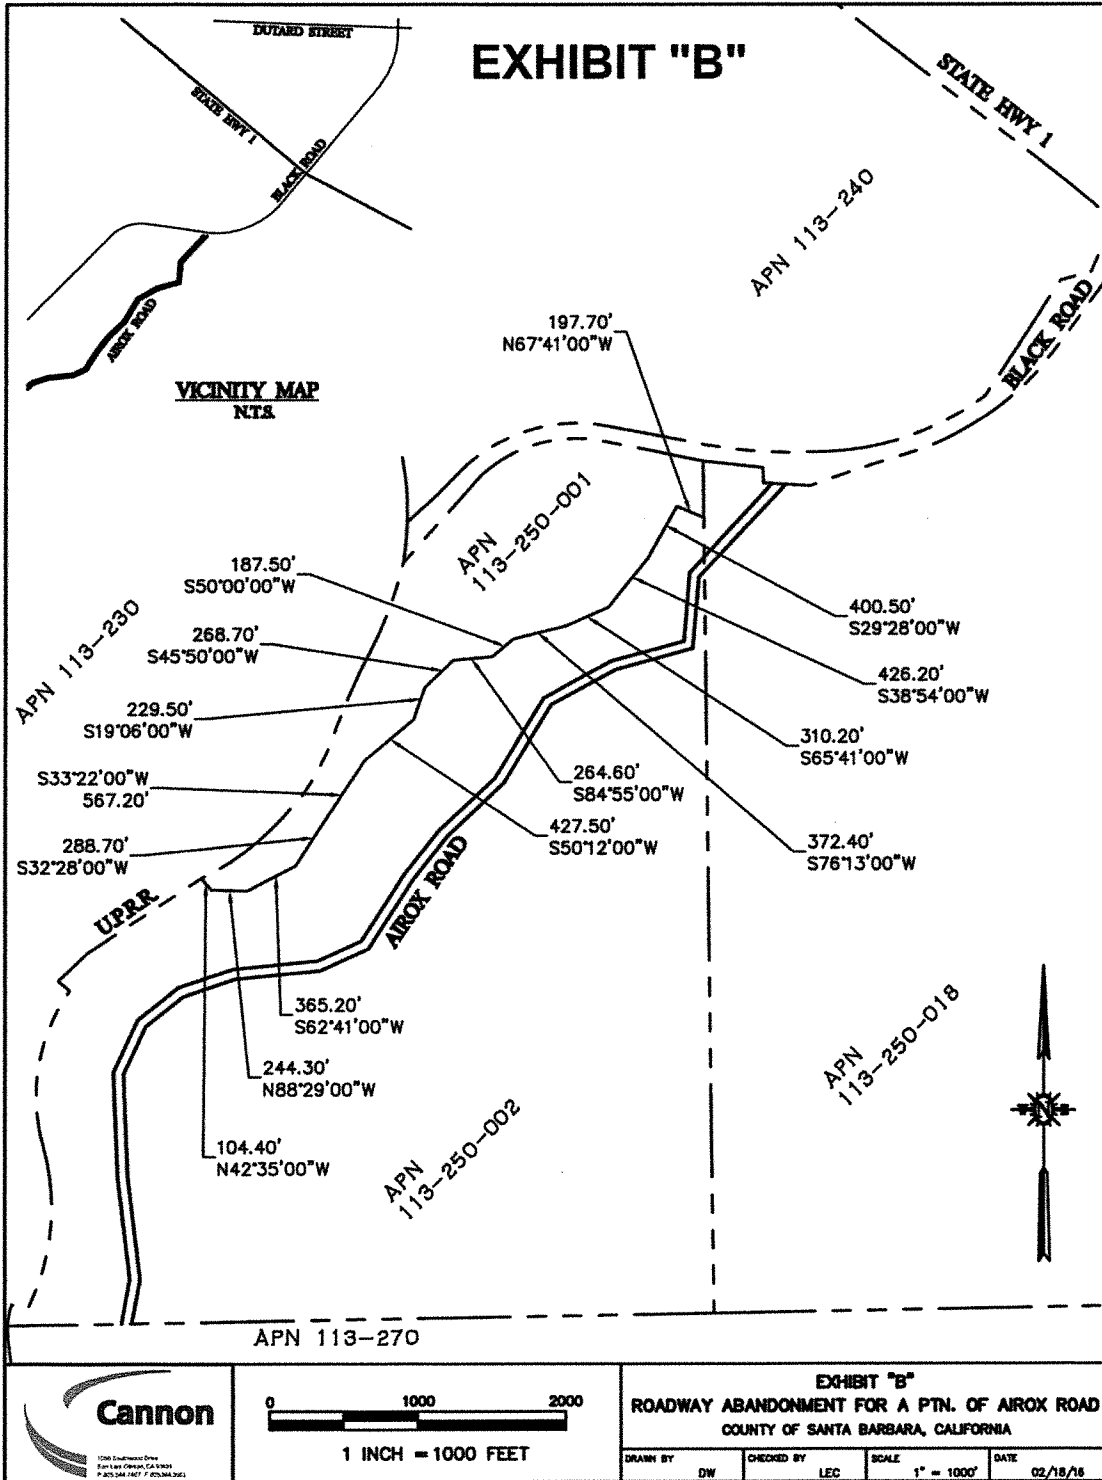 DUTARD STREET
EXHIBIT "B"
STATE HWY 1
STATE HWY 1
BLACK ROAD
APN 113-240
BLACK ROAD
AIROX ROAD
197.70'
N67°41'00"W
VICINITY MAP
N.T.S.
APN
113-250-001
187.50'
S50°00'00"W
APN 113-230
268.70'
S45°50'00"W
229.50'
S19°06'00"W
S33°22'00"W
567.20'
288.70'
S32°28'00"W
400.50'
S29°28'00"W
426.20'
S38°54'00"W
310.20'
S65°41'00"W
264.60'
S84°55'00"W
427.50'
S50°12'00"W
372.40'
S76°13'00"W
U.P.R.R
AIROX ROAD
365.20'
S62°41'00"W
244.30'
N88°29'00"W
104.40'
N42°35'00"W
APN
113-250-018
APN
113-250-002
N
APN 113-270
Cannon
0 1000 2000
1 INCH = 1000 FEET
EXHIBIT "B"
ROADWAY ABANDONMENT FOR A PTN. OF AIROX ROAD
COUNTY OF SANTA BARBARA, CALIFORNIA
DRAWN BY
DW
CHECKED BY
LEC
SCALE
1" = 1000'
DATE
02/18/16